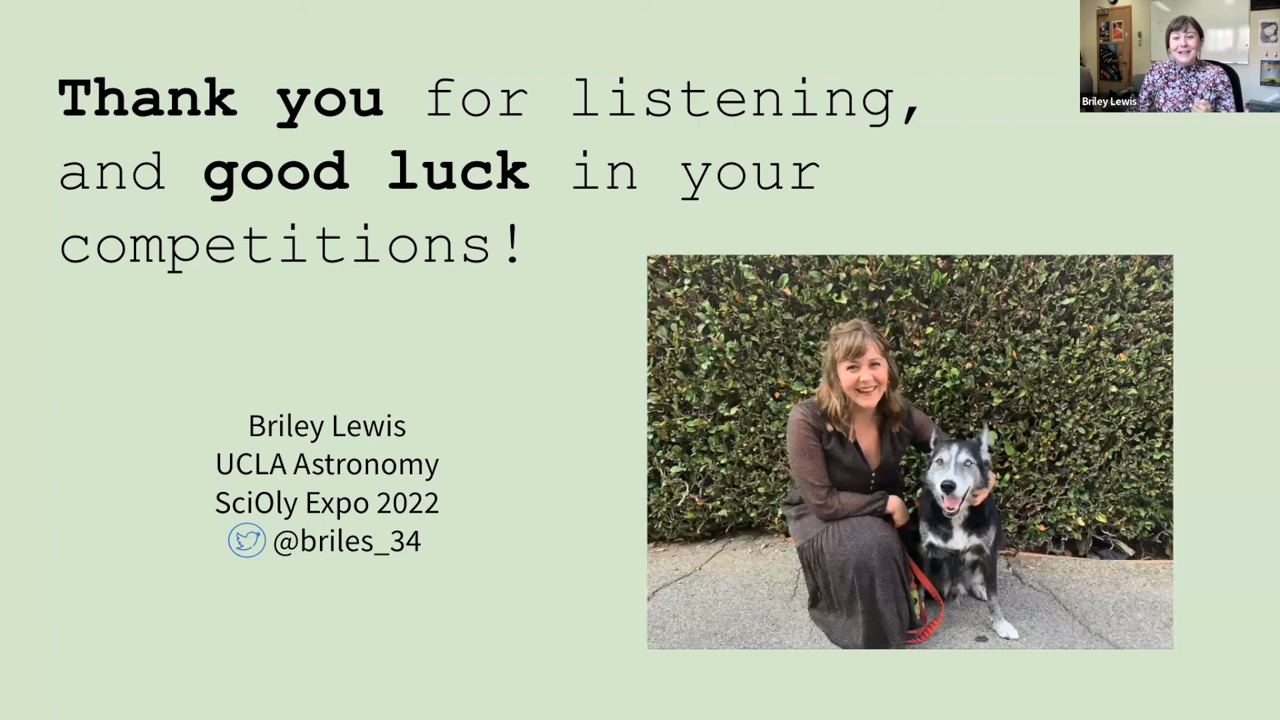 Thank you for listening,
and good luck in your
competitions!
Briley Lewis
Briley Lewis
UCLA Astronomy
SciOly Expo 2022
@briles_34